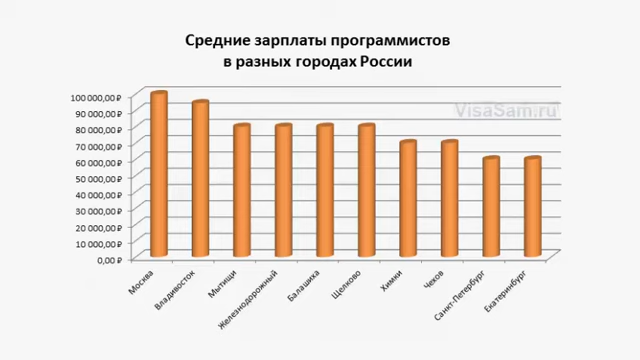 Средние зарплаты программистов
в разных городах России
VisaSam.ru
100 000,00 ₽
90 000,00 ₽
80 000,00 ₽
70 000,00 ₽
60 000,00 ₽
50 000,00 ₽
40 000,00 ₽
30 000,00 ₽
20 000,00 ₽
10 000,00 ₽
0,00 ₽
Москва
Владивосток
Мытищи
Железнодорожный
Балашиха
Щелково
Химки
Чехов
Санкт-Петербург
Екатеринбург